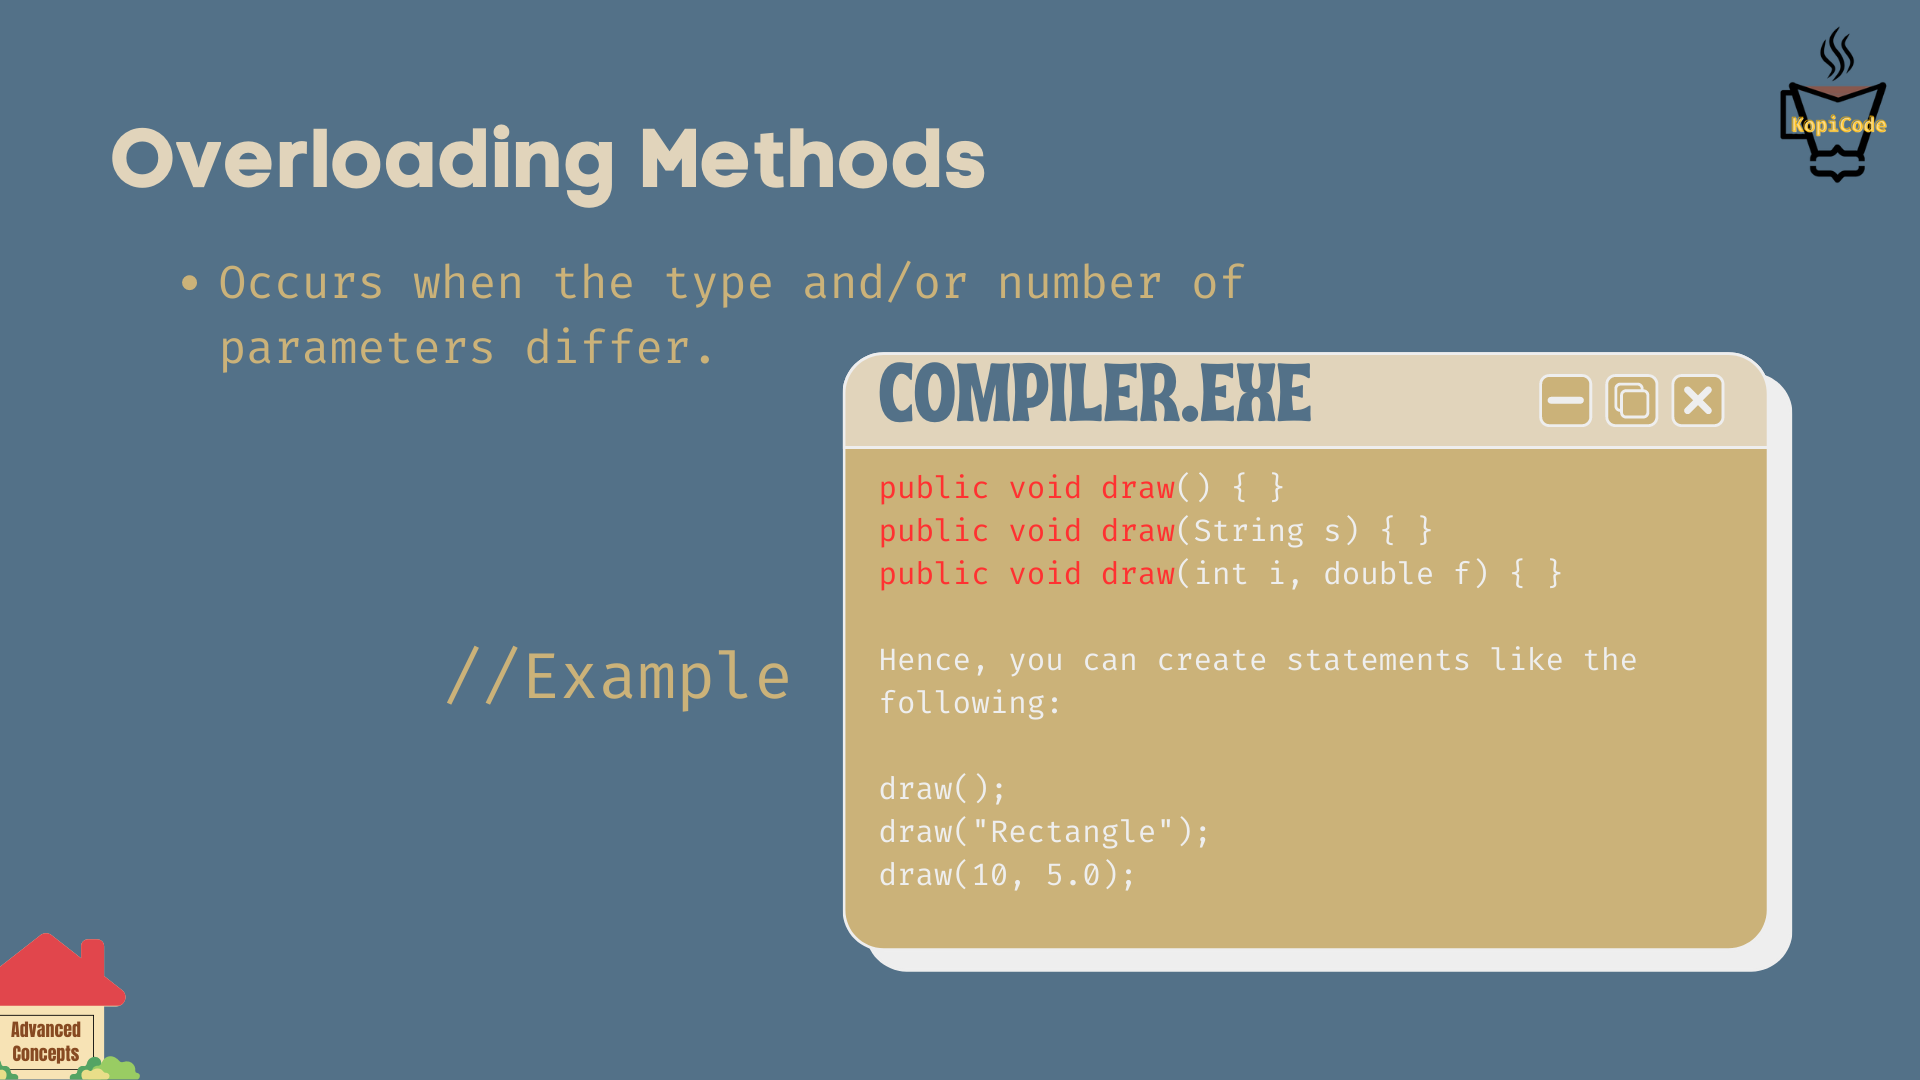 KopiCode
Overloading Methods
• Occurs when the type and/or number of
parameters differ.
COMPILER.EXE
public void draw() { }
public void draw(String s) { }
public void draw(int i, double f) { }
Hence, you can create statements like the
following:
draw();
draw("Rectangle");
draw(10, 5.0);
//Example
Advanced
Concepts